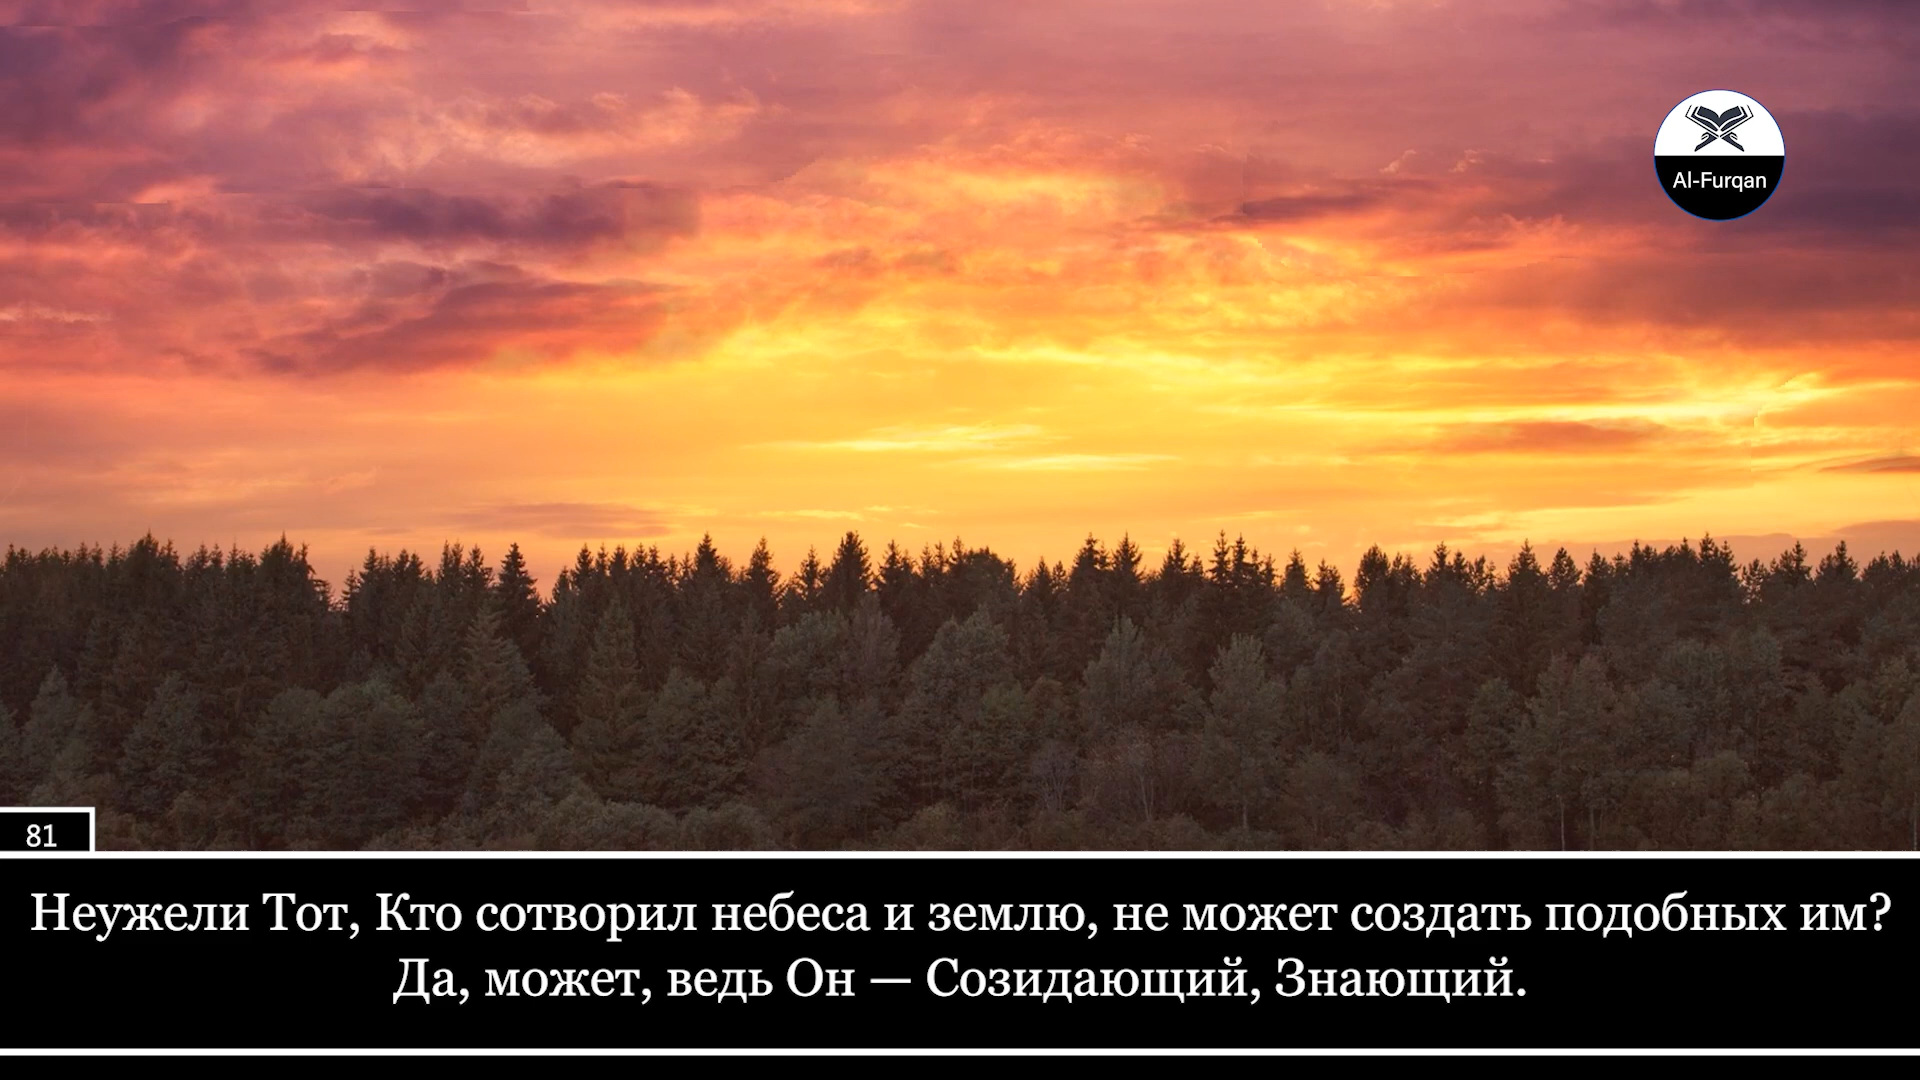 Al-Furqan
81
Неужели Тот, Кто сотворил небеса и землю, не может создать подобных им?
Да, может, ведь Он — Созидающий, Знающий.